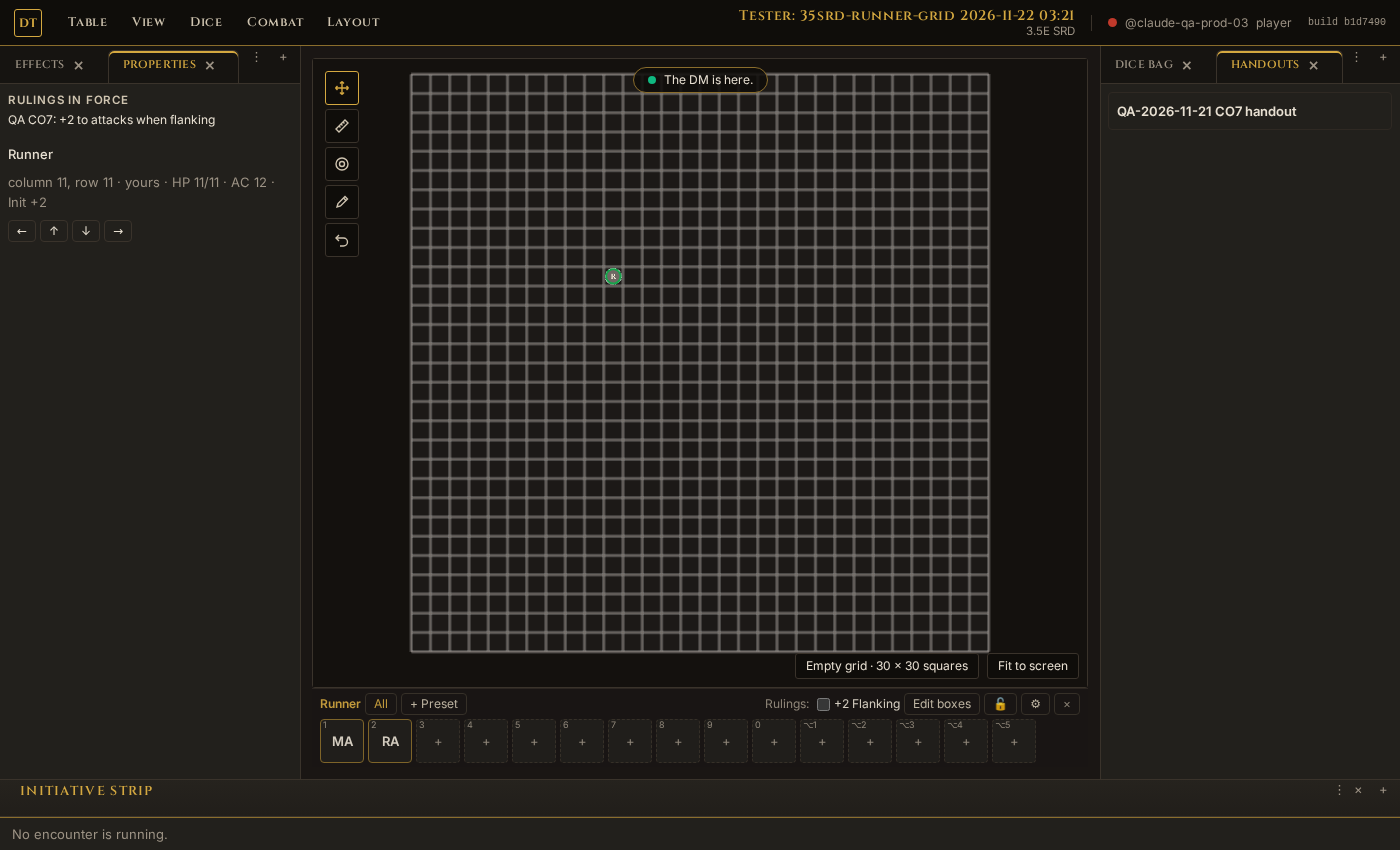 DT TABLE VIEW DICE COMBAT LAYOUT
TESTER: 35SRD-RUNNER-GRID 2026-11-22 03:21
3.5E SRD
@claude-qa-prod-03 player build b1d7490
EFFECTS × PROPERTIES × ⋮ +
RULINGS IN FORCE
QA CO7: +2 to attacks when flanking
Runner
column 11, row 11 · yours · HP 11/11 · AC 12 ·
Init +2
← ↑ ↓ →
The DM is here.
R
Empty grid · 30 × 30 squares Fit to screen
DICE BAG × HANDOUTS × ⋮ +
QA-2026-11-21 CO7 handout
Runner All + Preset Rulings: +2 Flanking Edit boxes 🔓 ⚙ ×
1 2 3 4 5 6 7 8 9 0 ⌥1 ⌥2 ⌥3 ⌥4 ⌥5
MA RA + + + + + + + + + + + + +
INITIATIVE STRIP ⋮ × +
No encounter is running.